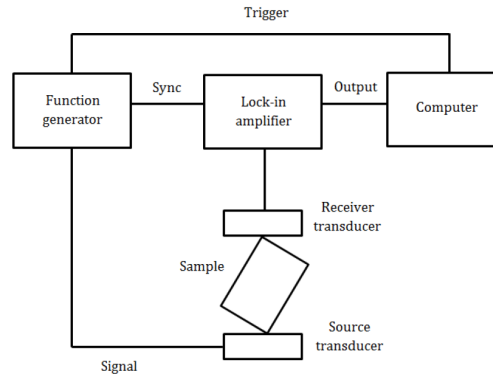 Trigger
Function
generator
Sync
Lock-in
amplifier
Output
Computer
Receiver
transducer
Sample
Source
transducer
Signal